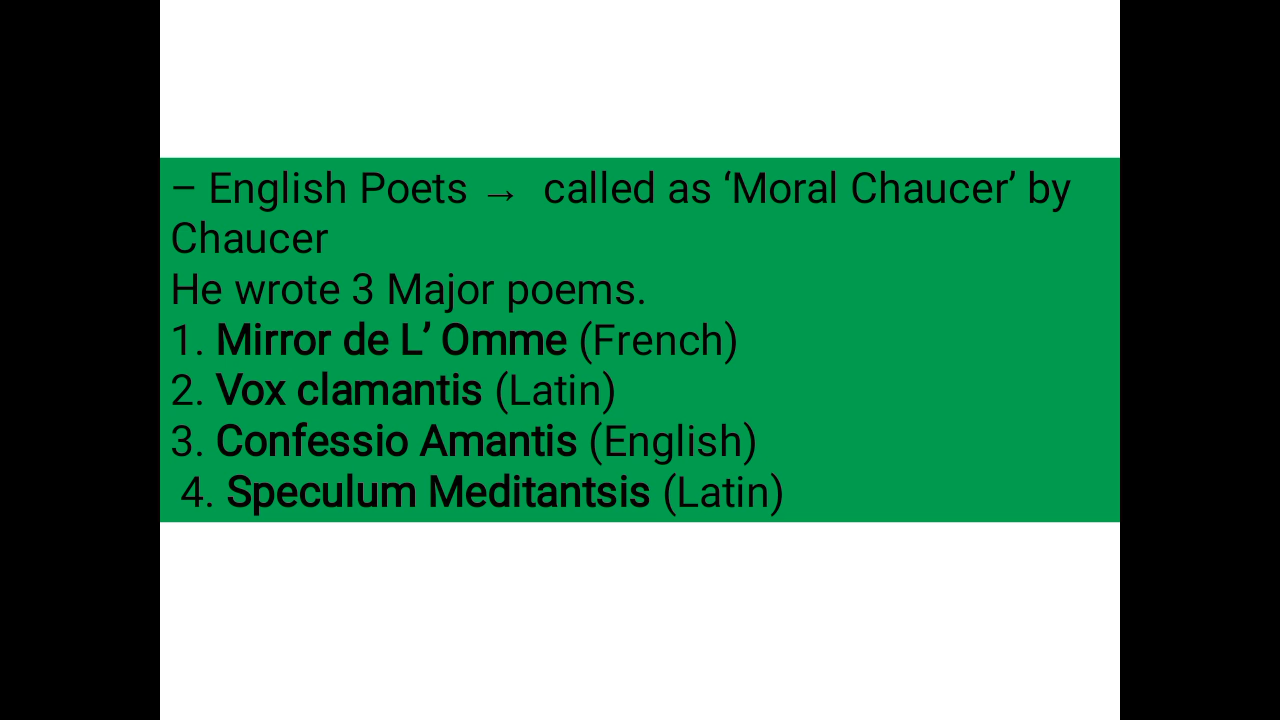 – English Poets → called as ‘Moral Chaucer’ by
Chaucer
He wrote 3 Major poems.
1. Mirror de L’ Omme (French)
2. Vox clamantis (Latin)
3. Confessio Amantis (English)
4. Speculum Meditantsis (Latin)